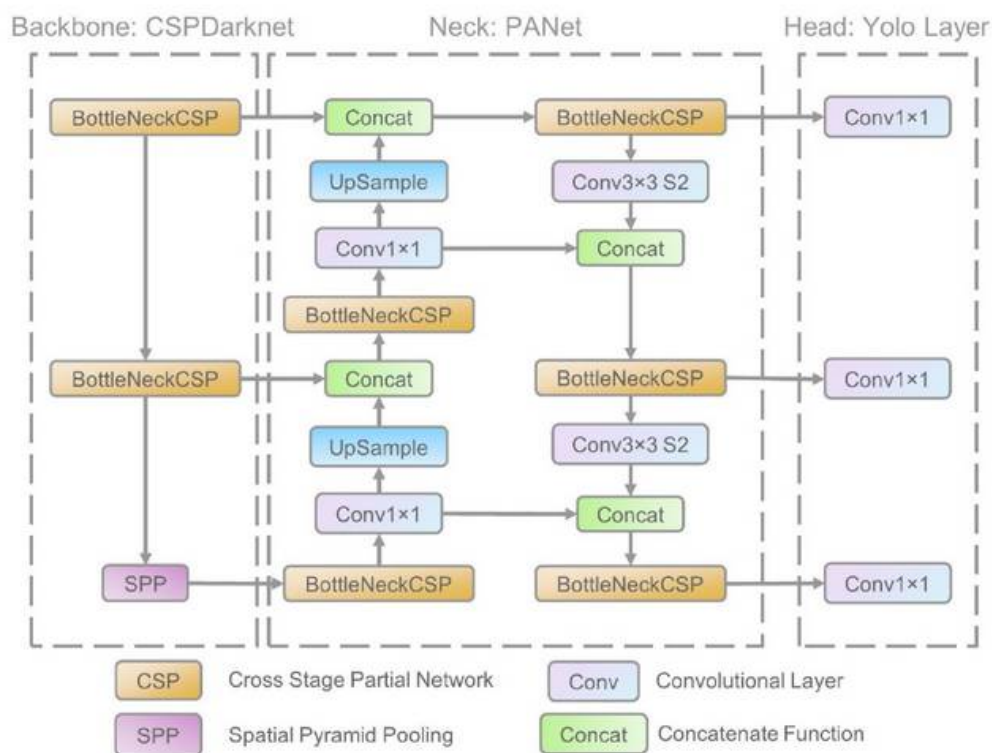 Backbone: CSPDarknet
Neck: PANet
Head: Yolo Layer
BottleNeckCSP
Concat
BottleNeckCSP
Conv1×1
UpSample
Conv3×3 S2
Conv1×1
Concat
BottleNeckCSP
BottleNeckCSP
Concat
BottleNeckCSP
Conv1×1
UpSample
Conv3×3 S2
Conv1×1
Concat
SPP
BottleNeckCSP
BottleNeckCSP
Conv1×1
CSP
Cross Stage Partial Network
Conv
Convolutional Layer
SPP
Spatial Pyramid Pooling
Concat
Concatenate Function